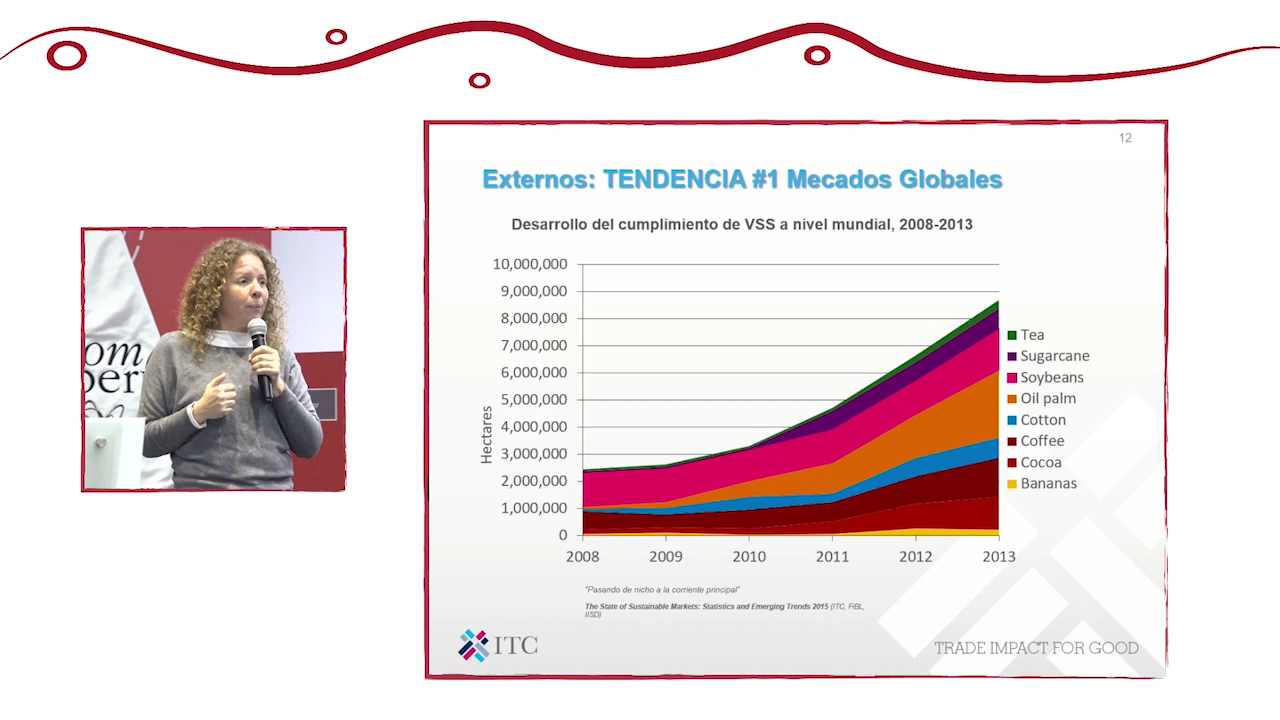 12
Externos: TENDENCIA #1 Mecados Globales
Desarrollo del cumplimiento de VSS a nivel mundial, 2008-2013
10,000,000
9,000,000
8,000,000
7,000,000
6,000,000
5,000,000
4,000,000
3,000,000
2,000,000
1,000,000
0
Hectares
2008 2009 2010 2011 2012 2013
Tea
Sugarcane
Soybeans
Oil palm
Cotton
Coffee
Cocoa
Bananas
"Pasando de nicho a la corriente principal"
The State of Sustainable Markets: Statistics and Emerging Trends 2015 (ITC, FiBL,
IISD)
ITC
TRADE IMPACT FOR GOOD
om
per